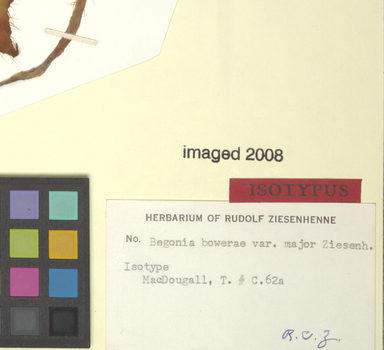 imaged 2008
ISOTYPUS
HERBARIUM OF RUDOLF ZIESENHENNE
No. Begonia bowerae var. major Ziesenh.
Isotype
MacDougall, T. # C.62a
R.C.Z.